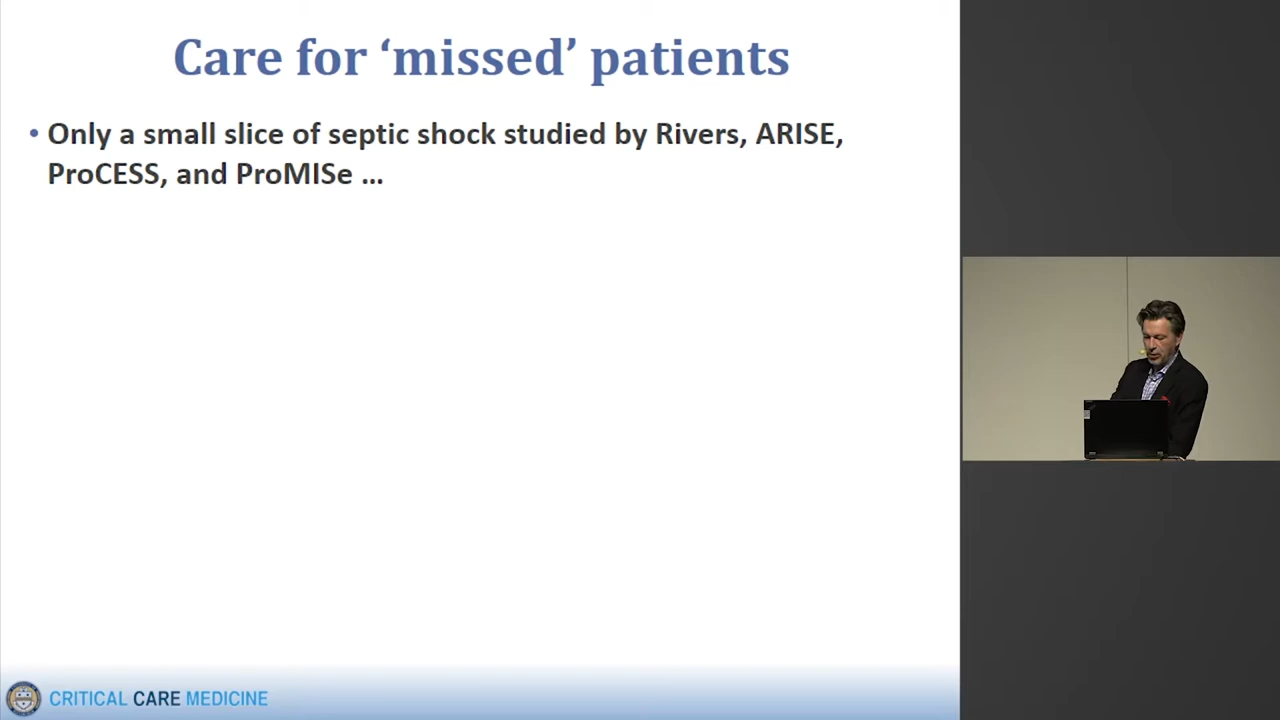 Care for ‘missed’ patients
• Only a small slice of septic shock studied by Rivers, ARISE,
ProCESS, and ProMISe ...
CRITICAL CARE MEDICINE